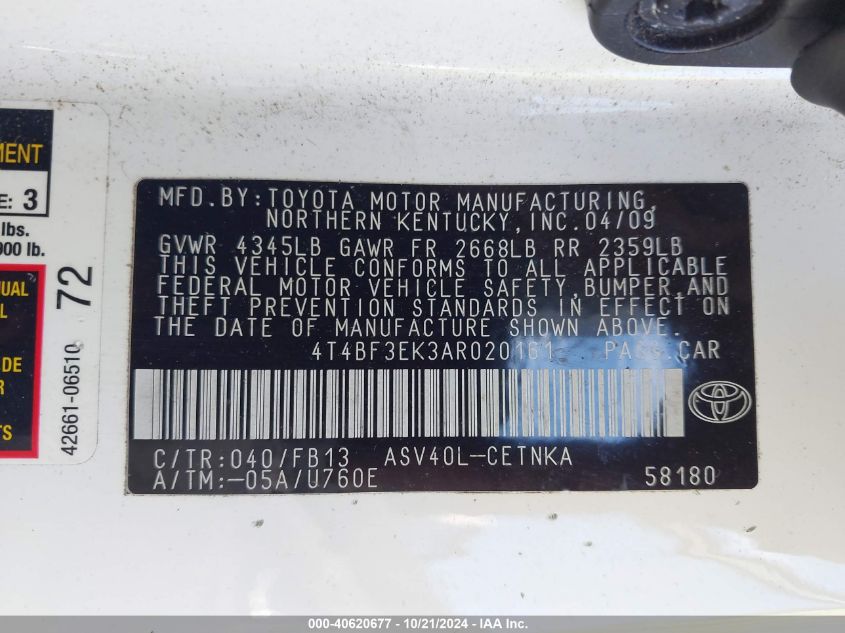 MENT
E: 3
lbs.
900 lb.
NUAL
L
DE
R
TS
42661-06510
72
MFD.BY:TOYOTA MOTOR MANUFACTURING,
NORTHERN KENTUCKY,INC.04/09
GVWR 4345LB GAWR FR 2668LB RR 2359LB
THIS VEHICLE CONFORMS TO ALL APPLICABLE
FEDERAL MOTOR VEHICLE SAFETY,BUMPER,AND
THEFT PREVENTION STANDARDS IN EFFECT ON
THE DATE OF MANUFACTURE SHOWN ABOVE.
4T4BF3EK3AR020161 PASS.CAR
C/TR:040/FB13 ASV40L-CETNKA
A/TM:-05A/U760E 58180
000-40620677 - 10/21/2024 - IAA, Inc.